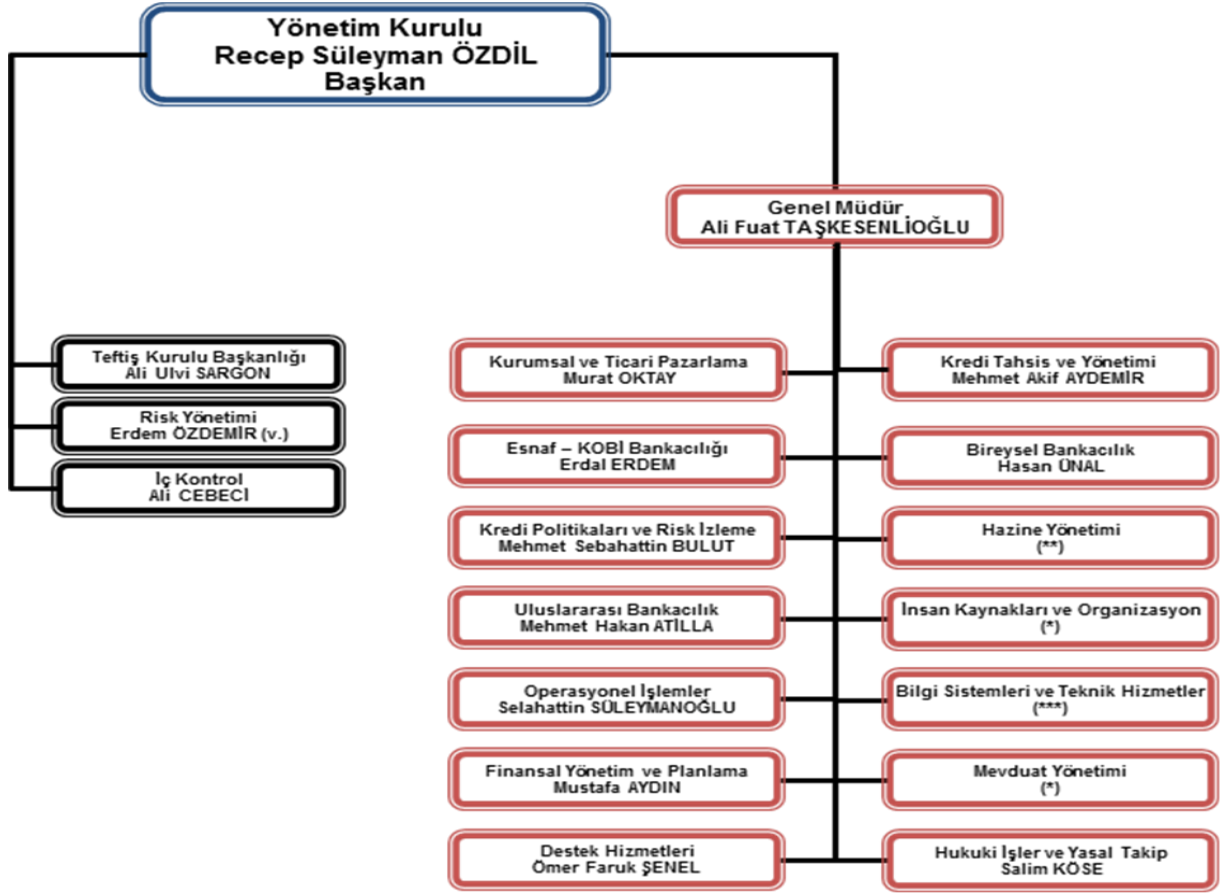 Yönetim Kurulu
Recep Süleyman ÖZDİL
Başkan
Genel Müdür
Ali Fuat TAŞKESENLİOĞLU
Teftiş Kurulu Başkanlığı
Ali Ulvi SARGON
Risk Yönetimi
Erdem ÖZDEMİR (v.)
İç Kontrol
Ali CEBECİ
Kurumsal ve Ticari Pazarlama
Murat OKTAY
Kredi Tahsis ve Yönetimi
Mehmet Akif AYDEMİR
Esnaf – KOBİ Bankacılığı
Erdal ERDEM
Bireysel Bankacılık
Hasan ÜNAL
Kredi Politikaları ve Risk İzleme
Mehmet Sebahattin BULUT
Hazine Yönetimi
(**)
Uluslararası Bankacılık
Mehmet Hakan ATİLLA
İnsan Kaynakları ve Organizasyon
(*)
Operasyonel İşlemler
Selahattin SÜLEYMANOĞLU
Bilgi Sistemleri ve Teknik Hizmetler
(***)
Finansal Yönetim ve Planlama
Mustafa AYDIN
Mevduat Yönetimi
(*)
Destek Hizmetleri
Ömer Faruk ŞENEL
Hukuki İşler ve Yasal Takip
Salim KÖSE